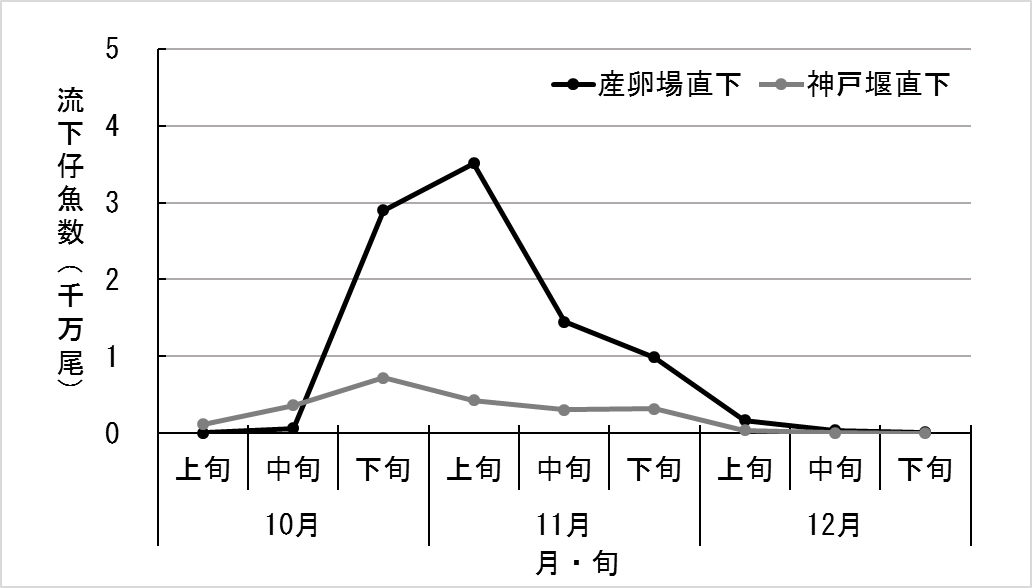 流下仔魚数（千万尾）
5
4
3
2
1
0
産卵場直下 神戸堰直下
上旬 中旬 下旬 上旬 中旬 下旬 上旬 中旬 下旬
10月 11月 12月
月・旬